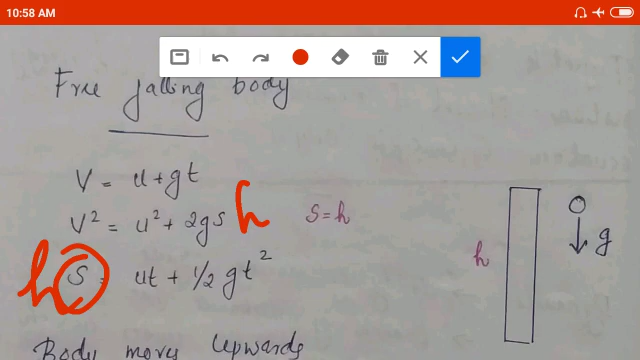 10:58 AM
Free falling body
V = u + gt
V² = u² + 2gs h
S = h
h S = ut + 1/2 gt²
h
g
Body moves upwards